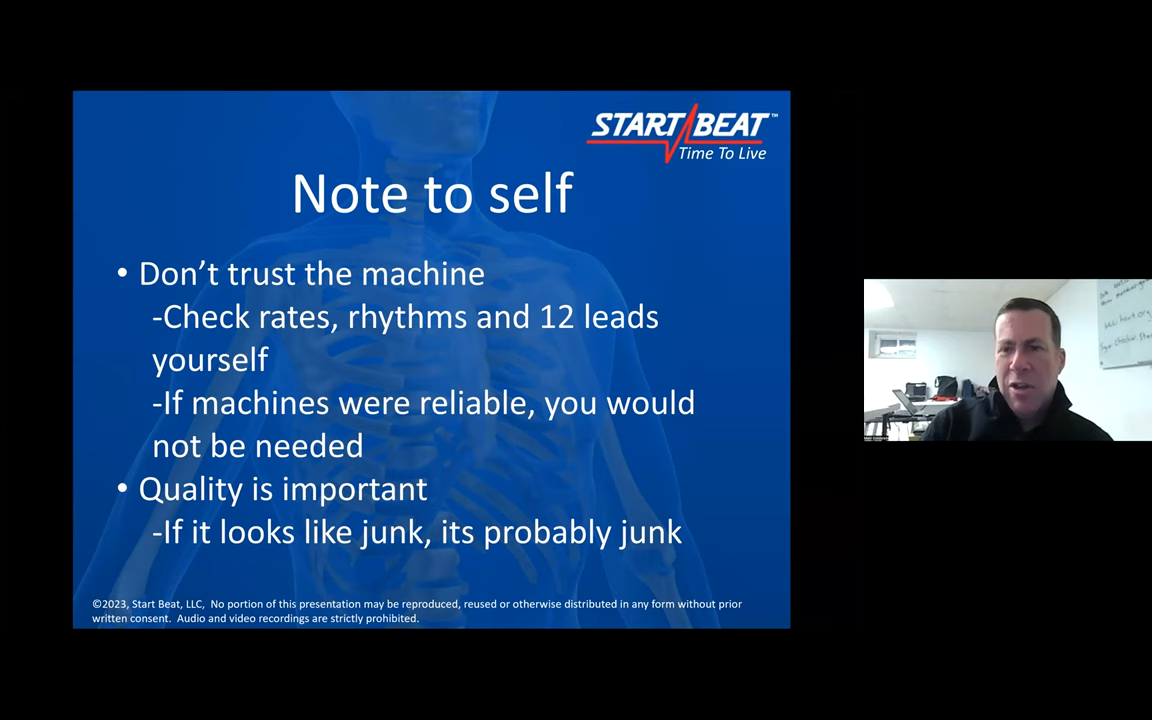 START BEAT™
Time To Live
Note to self
• Don’t trust the machine
-Check rates, rhythms and 12 leads
yourself
-If machines were reliable, you would
not be needed
• Quality is important
-If it looks like junk, its probably junk
©2023, Start Beat, LLC,  No portion of this presentation may be reproduced, reused or otherwise distributed in any form without prior
written consent.  Audio and video recordings are strictly prohibited.